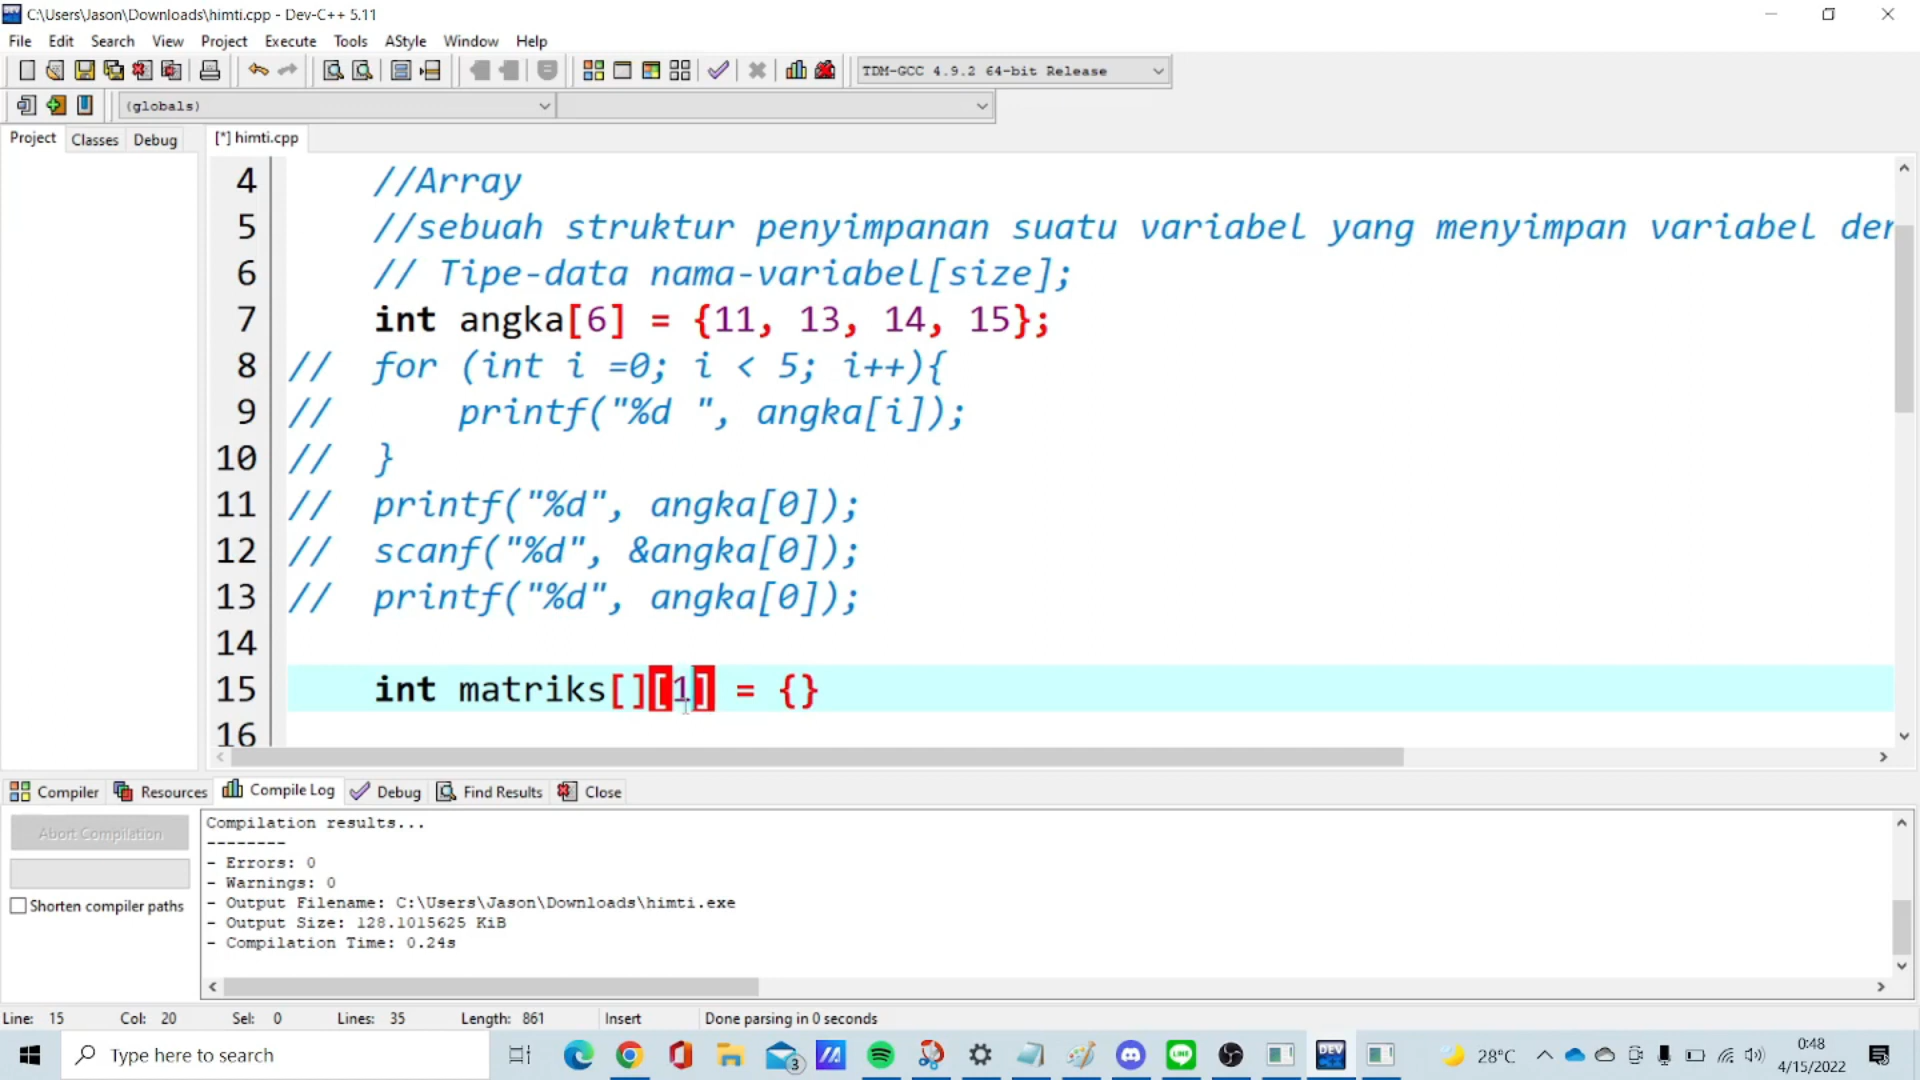 C:\Users\Jason\Downloads\himti.cpp - Dev-C++ 5.11
File Edit Search View Project Execute Tools AStyle Window Help
TDM-GCC 4.9.2 64-bit Release
(globals)
Project Classes Debug [*] himti.cpp
4 //Array
5 //sebuah struktur penyimpanan suatu variabel yang menyimpan variabel der
6 // Tipe-data nama-variabel[size];
7 int angka[6] = {11, 13, 14, 15};
8 // for (int i =0; i < 5; i++){
9 // printf("%d ", angka[i]);
10 // }
11 // printf("%d", angka[0]);
12 // scanf("%d", &angka[0]);
13 // printf("%d", angka[0]);
14
15 int matriks[][1] = {}
16
Compiler Resources Compile Log Debug Find Results Close
Abort Compilation
Shorten compiler paths
Compilation results...
--------
- Errors: 0
- Warnings: 0
- Output Filename: C:\Users\Jason\Downloads\himti.exe
- Output Size: 128.1015625 KiB
- Compilation Time: 0.24s
Line: 15 Col: 20 Sel: 0 Lines: 35 Length: 861 Insert Done parsing in 0 seconds
Type here to search
3
LINE
DEV
28°C
0:48
4/15/2022